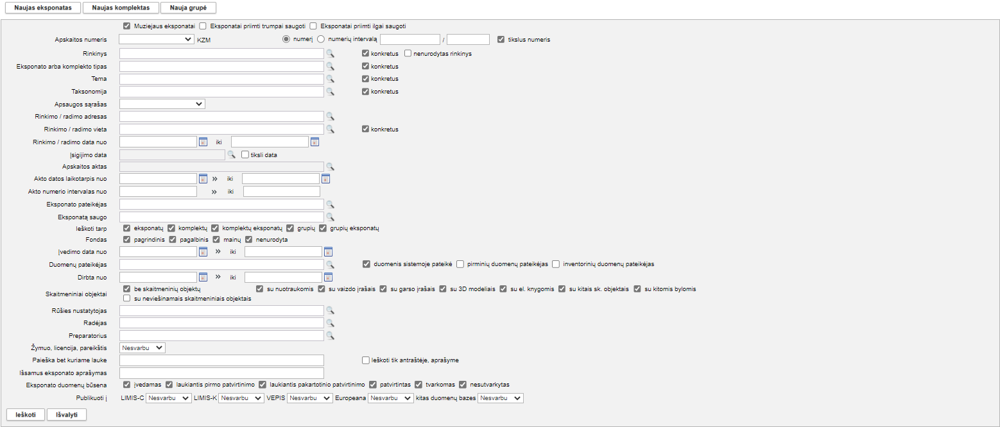 Naujas eksponatas Naujas komplektas Nauja grupė
Muziejaus eksponatai Eksponatai priimti trumpai saugoti Eksponatai priimti ilgai saugoti
Apskaitos numeris KZM numerį numerių intervalą / tikslus numeris
Rinkinys konkretus nenurodytas rinkinys
Eksponato arba komplekto tipas konkretus
Tema konkretus
Taksonomija konkretus
Apsaugos sąrašas
Rinkimo / radimo adresas
Rinkimo / radimo vieta konkretus
Rinkimo / radimo data nuo iki
Įsigijimo data tiksli data
Apskaitos aktas
Akto datos laikotarpis nuo » iki
Akto numerio intervalas nuo » iki
Eksponato pateikėjas
Eksponatą saugo
Ieškoti tarp eksponatų komplektų komplektų eksponatų grupių grupių eksponatų
Fondas pagrindinis pagalbinis mainų nenurodyta
Įvedimo data nuo » iki
Duomenų pateikėjas duomenis sistemoje pateikė pirminių duomenų pateikėjas inventorinių duomenų pateikėjas
Dirbta nuo » iki
Skaitmeniniai objektai be skaitmeninių objektų su nuotraukomis su vaizdo įrašais su garso įrašais su 3D modeliais su el. knygomis su kitais sk. objektais su kitomis bylomis
su neviešinamais skaitmeniniais objektais
Rūšies nustatytojas
Radėjas
Preparatorius
Žymuo, licencija, pareikštis Nesvarbu
Paieška bet kuriame lauke Ieškoti tik antraštėje, aprašyme
Išsamus eksponato aprašymas
Eksponato duomenų būsena įvedamas laukiantis pirmo patvirtinimo laukiantis pakartotinio patvirtinimo patvirtintas tvarkomas nesutvarkytas
Publikuoti į LIMIS-C Nesvarbu LIMIS-K Nesvarbu VEPIS Nesvarbu Europeana Nesvarbu kitas duomenų bazes Nesvarbu
Ieškoti Išvalyti